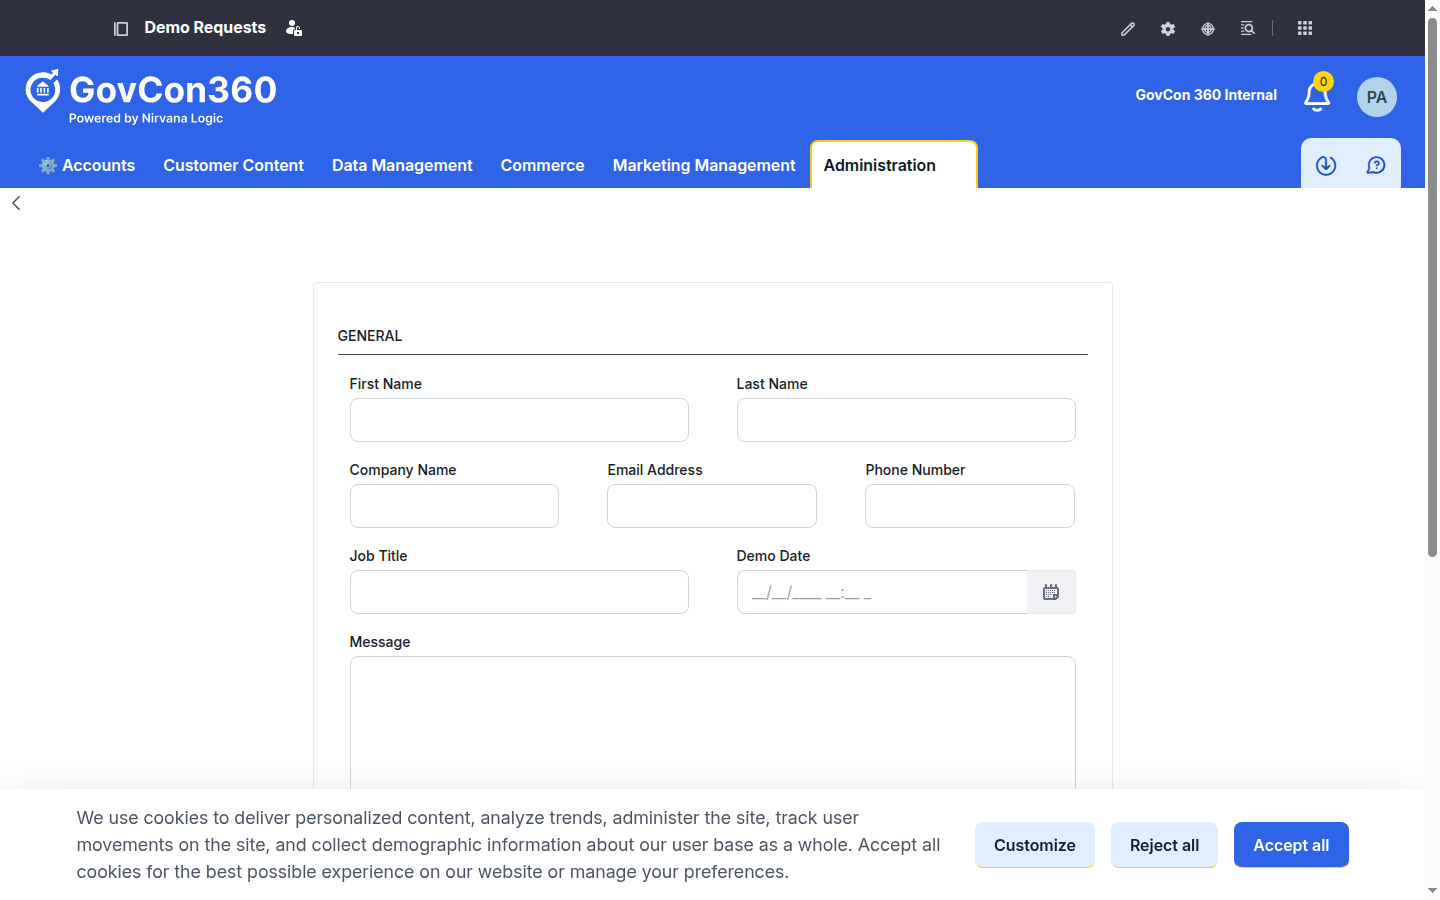 Demo Requests
GovCon360
Powered by Nirvana Logic
GovCon 360 Internal
0
PA
Accounts
Customer Content
Data Management
Commerce
Marketing Management
Administration
GENERAL
First Name
Last Name
Company Name
Email Address
Phone Number
Job Title
Demo Date
__/__/____ __:__ _
Message
We use cookies to deliver personalized content, analyze trends, administer the site, track user
movements on the site, and collect demographic information about our user base as a whole. Accept all
cookies for the best possible experience on our website or manage your preferences.
Customize
Reject all
Accept all